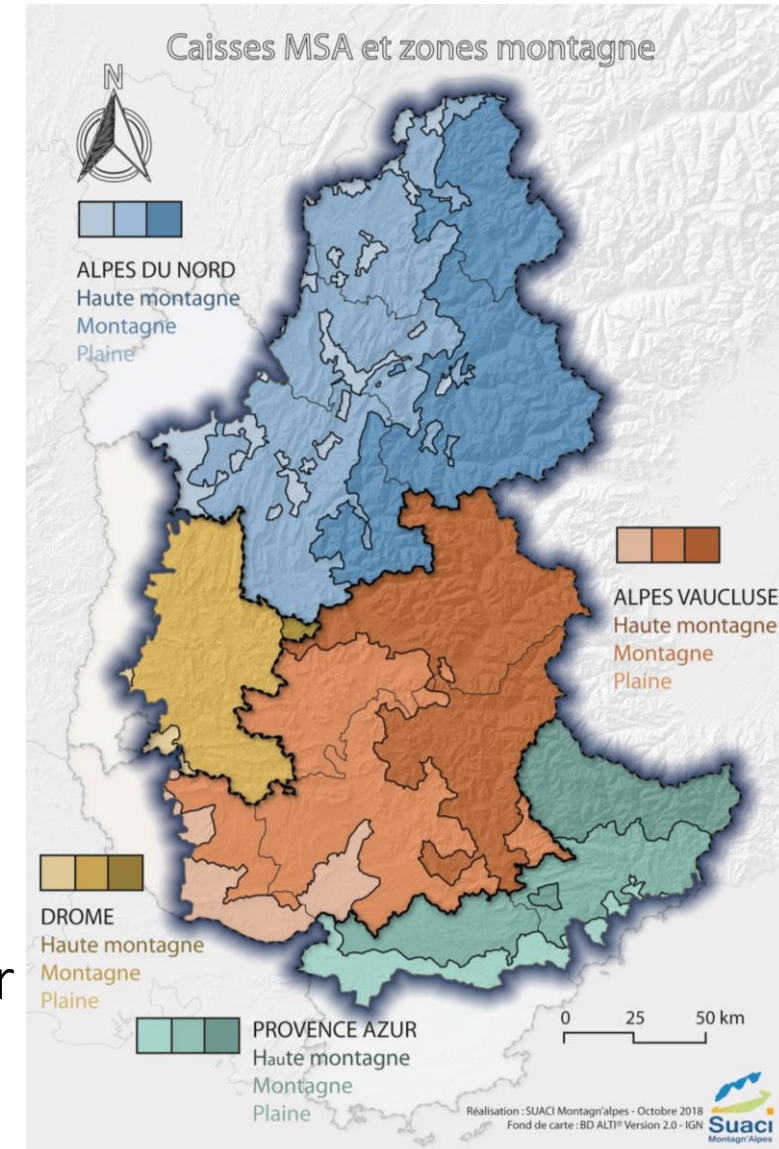 Caisses MSA et zones montagne
N
ALPES DU NORD
Haute montagne
Montagne
Plaine
ALPES VAUCLUSE
Haute montagne
Montagne
Plaine
DROME
Haute montagne
Montagne
Plaine
r
PROVENCE AZUR
Haute montagne
Montagne
Plaine
0 25 50 km
Réalisation : SUACI Montagn'alpes - Octobre 2018
Fond de carte : BD ALTI® Version 2.0 - IGN
Suaci
Montagn'Alpes